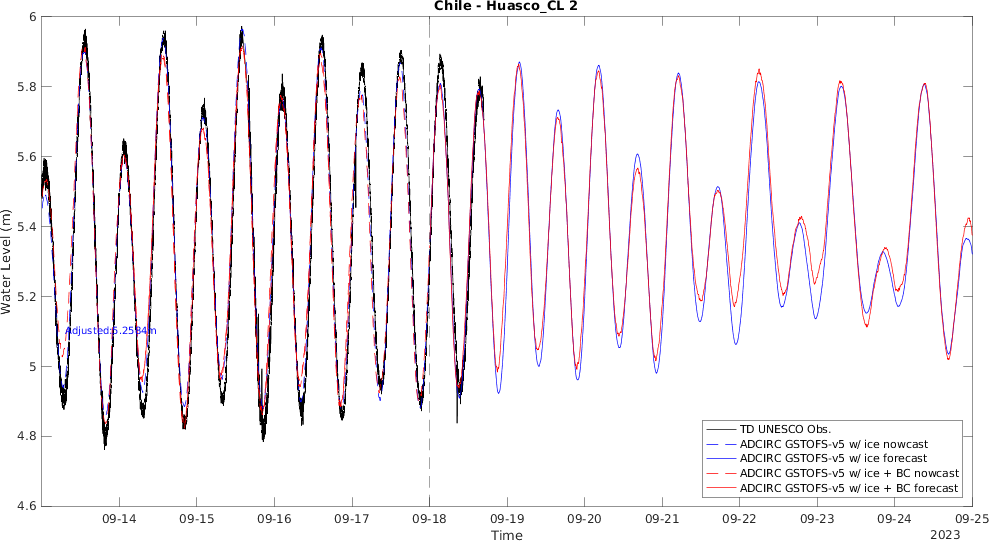 Chile - Huasco_CL 2
Water Level (m)
6
5.8
5.6
5.4
5.2
5
4.8
4.6
Adjusted:5.2584m
TD UNESCO Obs.
ADCIRC GSTOFS-v5 w/ ice nowcast
ADCIRC GSTOFS-v5 w/ ice forecast
ADCIRC GSTOFS-v5 w/ ice + BC nowcast
ADCIRC GSTOFS-v5 w/ ice + BC forecast
09-14 09-15 09-16 09-17 09-18 09-19 09-20 09-21 09-22 09-23 09-24 09-25
Time
2023